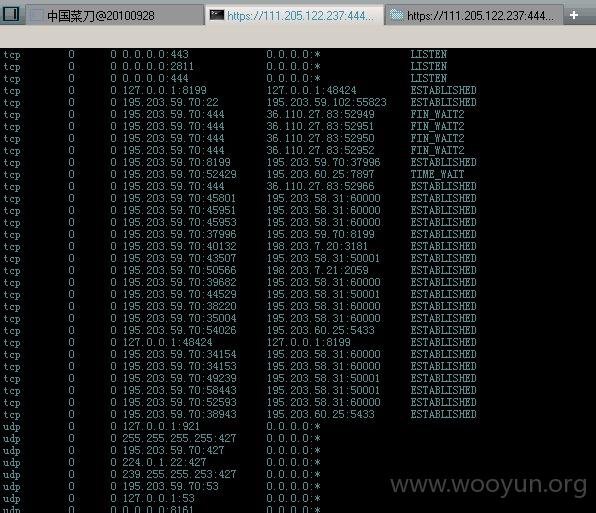 中国菜刀@20100928 https://111.205.122.237:444... https://111.205.122.237:444...
tcp 0 0 0.0.0.0:443 0.0.0.0:* LISTEN
tcp 0 0 0.0.0.0:2811 0.0.0.0:* LISTEN
tcp 0 0 0.0.0.0:444 0.0.0.0:* LISTEN
tcp 0 0 127.0.0.1:8199 127.0.0.1:48424 ESTABLISHED
tcp 0 0 195.203.59.70:22 195.203.59.102:55823 ESTABLISHED
tcp 0 0 195.203.59.70:444 36.110.27.83:52949 FIN_WAIT2
tcp 0 0 195.203.59.70:444 36.110.27.83:52951 FIN_WAIT2
tcp 0 0 195.203.59.70:444 36.110.27.83:52950 FIN_WAIT2
tcp 0 0 195.203.59.70:444 36.110.27.83:52952 FIN_WAIT2
tcp 0 0 195.203.59.70:8199 195.203.59.70:37996 ESTABLISHED
tcp 0 0 195.203.59.70:52429 195.203.60.25:7897 TIME_WAIT
tcp 0 0 195.203.59.70:444 36.110.27.83:52966 ESTABLISHED
tcp 0 0 195.203.59.70:45801 195.203.58.31:60000 ESTABLISHED
tcp 0 0 195.203.59.70:45951 195.203.58.31:60000 ESTABLISHED
tcp 0 0 195.203.59.70:45953 195.203.58.31:60000 ESTABLISHED
tcp 0 0 195.203.59.70:37996 195.203.59.70:8199 ESTABLISHED
tcp 0 0 195.203.59.70:40132 198.203.7.20:3181 ESTABLISHED
tcp 0 0 195.203.59.70:43507 195.203.58.31:50001 ESTABLISHED
tcp 0 0 195.203.59.70:50566 198.203.7.21:2059 ESTABLISHED
tcp 0 0 195.203.59.70:39682 195.203.58.31:60000 ESTABLISHED
tcp 0 0 195.203.59.70:44529 195.203.58.31:50001 ESTABLISHED
tcp 0 0 195.203.59.70:38220 195.203.58.31:60000 ESTABLISHED
tcp 0 0 195.203.59.70:35004 195.203.58.31:60000 ESTABLISHED
tcp 0 0 195.203.59.70:54026 195.203.60.25:5433 ESTABLISHED
tcp 0 0 127.0.0.1:48424 127.0.0.1:8199 ESTABLISHED
tcp 0 0 195.203.59.70:34154 195.203.58.31:60000 ESTABLISHED
tcp 0 0 195.203.59.70:34153 195.203.58.31:60000 ESTABLISHED
tcp 0 0 195.203.59.70:49239 195.203.58.31:50001 ESTABLISHED
tcp 0 0 195.203.59.70:58443 195.203.58.31:50001 ESTABLISHED
tcp 0 0 195.203.59.70:52593 195.203.58.31:60000 ESTABLISHED
tcp 0 0 195.203.59.70:38943 195.203.60.25:5433 ESTABLISHED
udp 0 0 127.0.0.1:921 0.0.0.0:*
udp 0 0 255.255.255.255:427 0.0.0.0:*
udp 0 0 195.203.59.70:427 0.0.0.0:*
udp 0 0 224.0.1.22:427 0.0.0.0:*
udp 0 0 239.255.255.253:427 0.0.0.0:*
udp 0 0 195.203.59.70:53 0.0.0.0:*
udp 0 0 127.0.0.1:53 0.0.0.0:*
udp 0 0 0.0.0.0:8161 0.0.0.0:*
www.wooyun.org